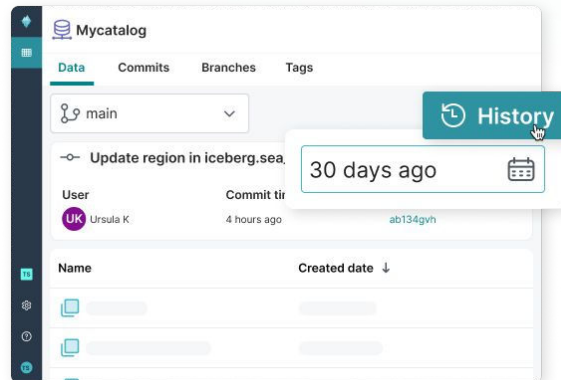 Mycatalog
Data Commits Branches Tags
main
History
Update region in iceberg.sea
30 days ago
User Commit
UK Ursula K 4 hours ago ab134gvh
Name Created date
TS
TS